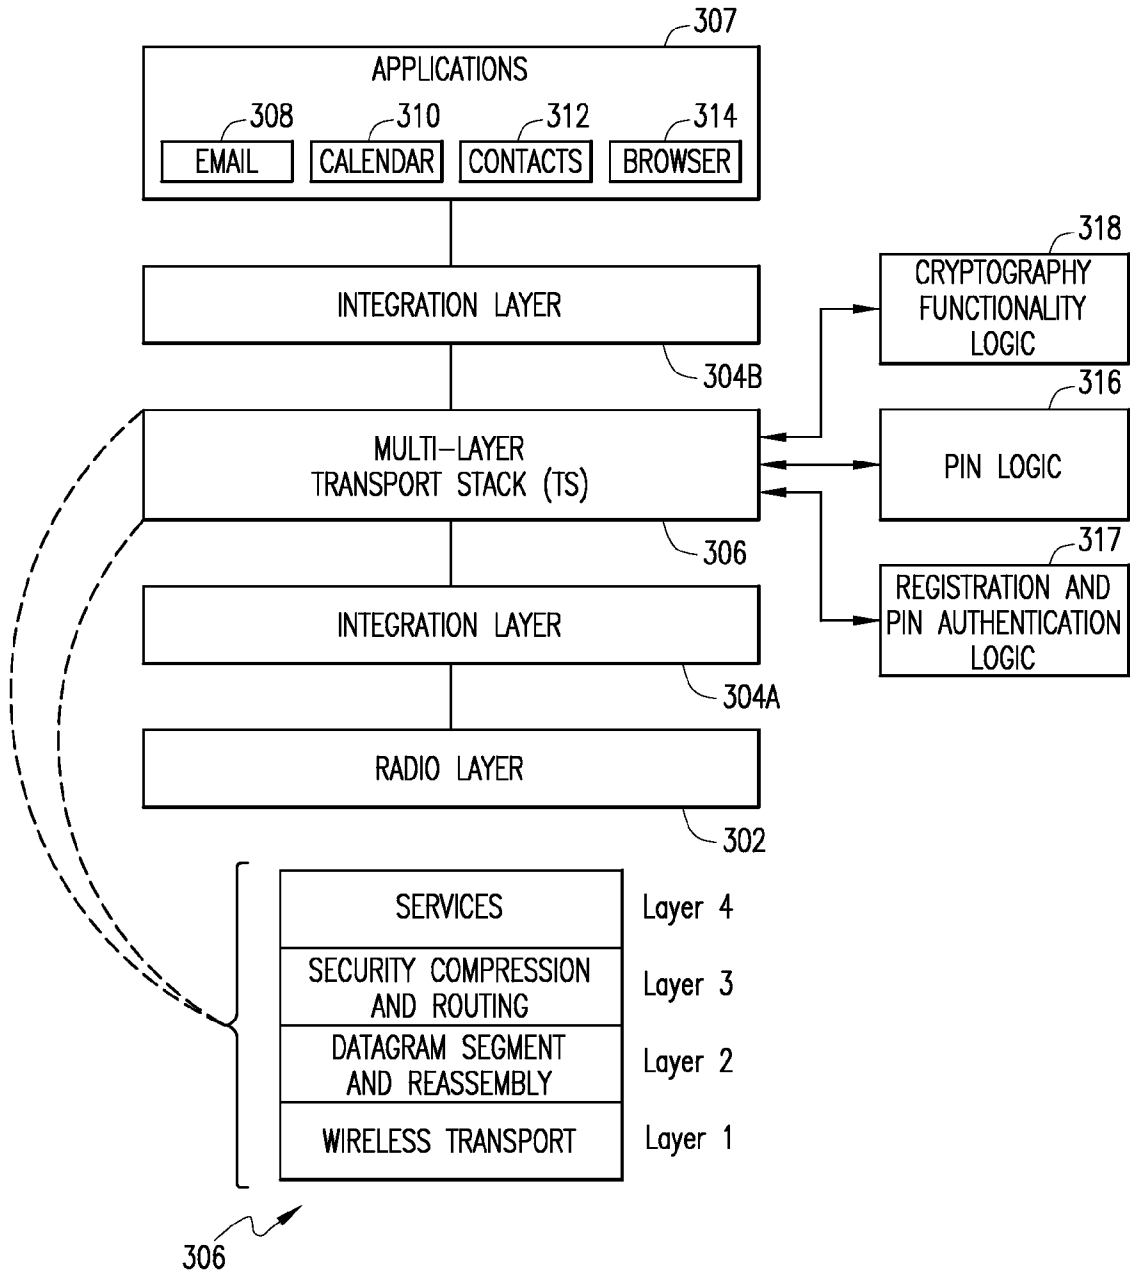 307
APPLICATIONS
308
310
312
314
EMAIL
CALENDAR
CONTACTS
BROWSER
318
CRYPTOGRAPHY
FUNCTIONALITY
LOGIC
INTEGRATION LAYER
304B
316
MULTI-LAYER
TRANSPORT STACK (TS)
PIN LOGIC
306
317
INTEGRATION LAYER
REGISTRATION AND
PIN AUTHENTICATION
LOGIC
304A
RADIO LAYER
302
SERVICES
Layer 4
SECURITY COMPRESSION
AND ROUTING
Layer 3
DATAGRAM SEGMENT
AND REASSEMBLY
Layer 2
WIRELESS TRANSPORT
Layer 1
306